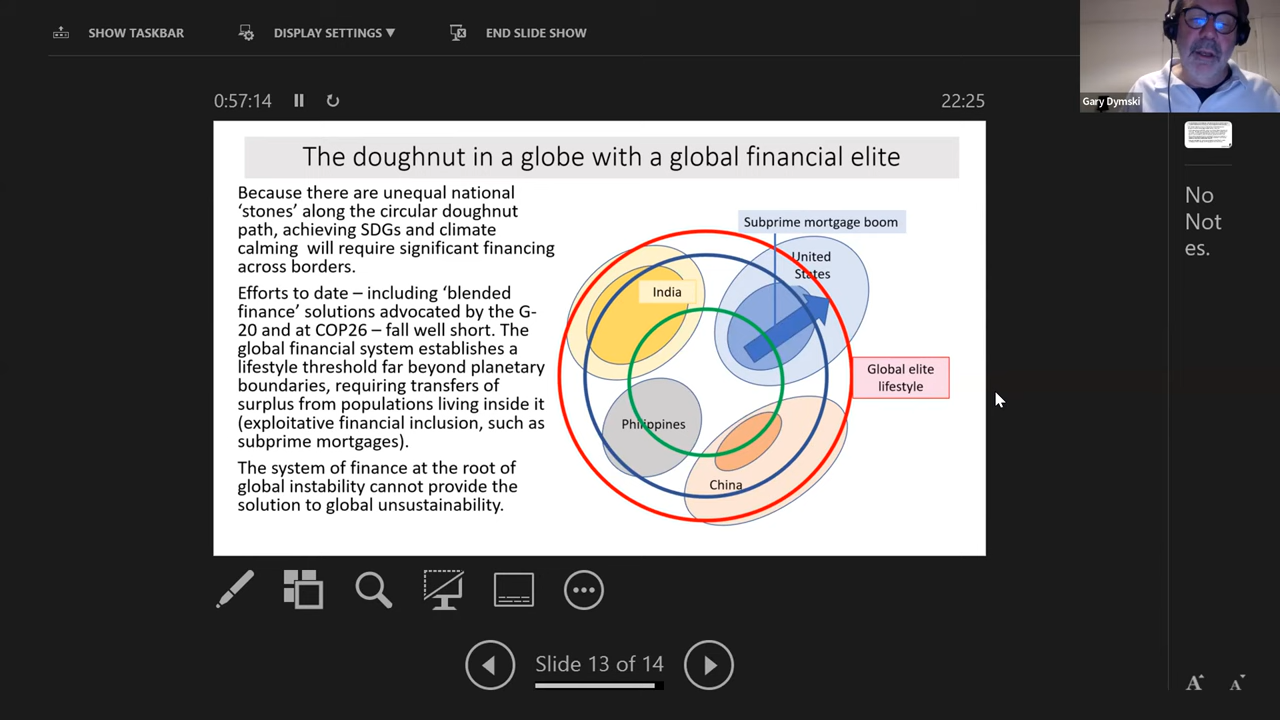 SHOW TASKBAR
DISPLAY SETTINGS ▼
END SLIDE SHOW
Gary Dymski
0:57:14
22:25
The doughnut in a globe with a global financial elite
Because there are unequal national
‘stones’ along the circular doughnut
path, achieving SDGs and climate
calming will require significant financing
across borders.
Efforts to date – including ‘blended
finance’ solutions advocated by the G-
20 and at COP26 – fall well short. The
global financial system establishes a
lifestyle threshold far beyond planetary
boundaries, requiring transfers of
surplus from populations living inside it
(exploitative financial inclusion, such as
subprime mortgages).
The system of finance at the root of
global instability cannot provide the
solution to global unsustainability.
Subprime mortgage boom
United
States
India
Global elite
lifestyle
Philippines
China
No
Not
es.
Slide 13 of 14
A
A